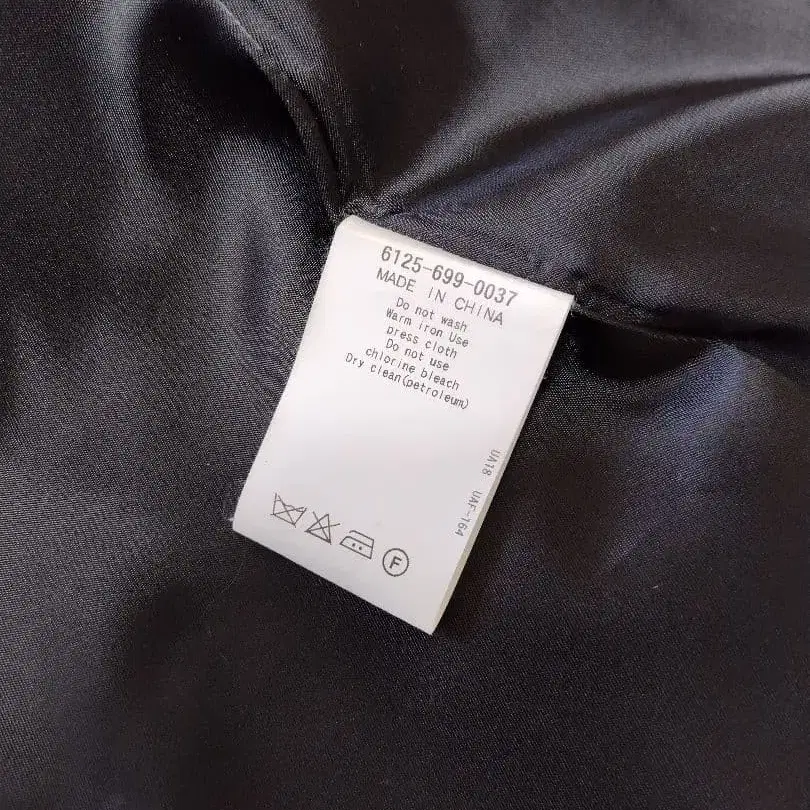 6125-699-0037
MADE IN CHINA
Do not wash
Warm iron Use
press cloth
Do not use
chlorine bleach
Dry clean(petroleum)
UA18 UAF-164
F